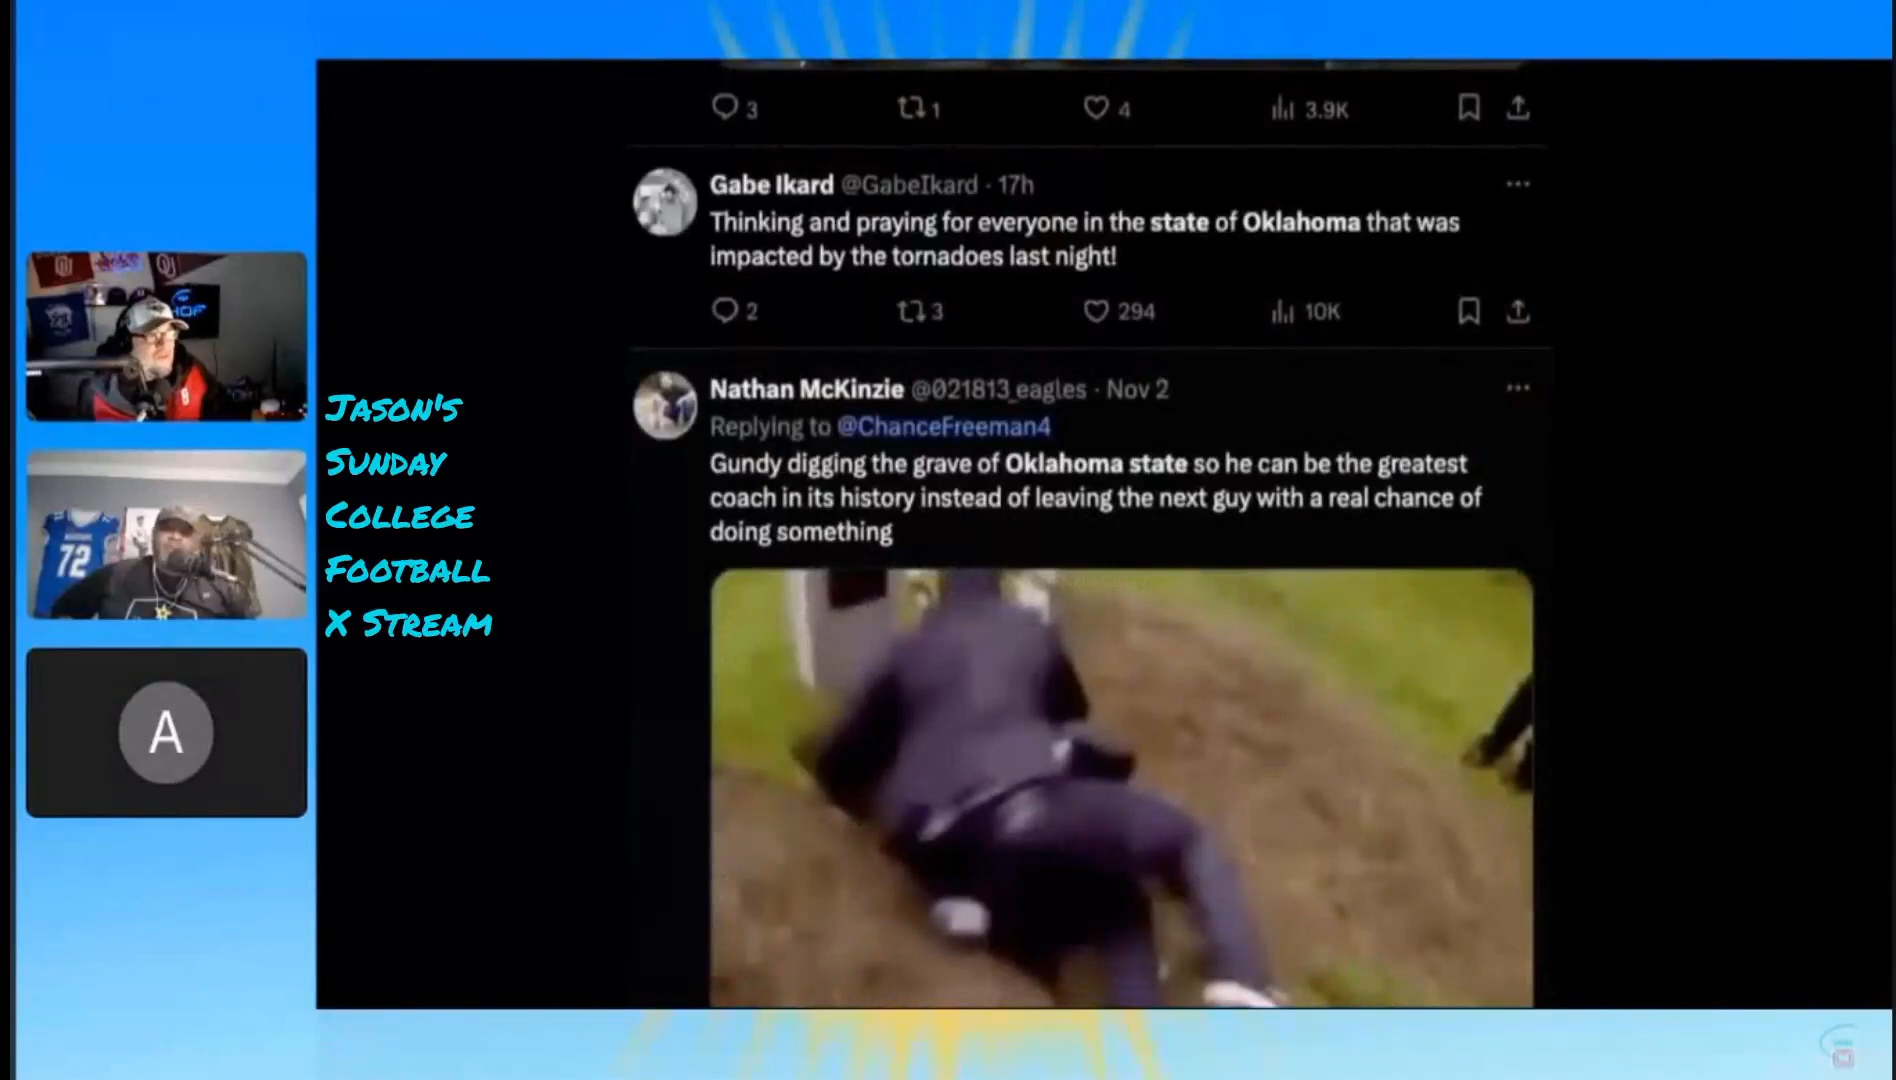 3
1
4
3.9K
Gabe Ikard @GabeIkard · 17h
Thinking and praying for everyone in the state of Oklahoma that was
impacted by the tornadoes last night!
2
3
294
10K
Nathan McKinzie @021813_eagles · Nov 2
Replying to @ChanceFreeman4
Gundy digging the grave of Oklahoma state so he can be the greatest
coach in its history instead of leaving the next guy with a real chance of
doing something
JASON'S
SUNDAY
COLLEGE
FOOTBALL
X STREAM
OU
HOF
72
A